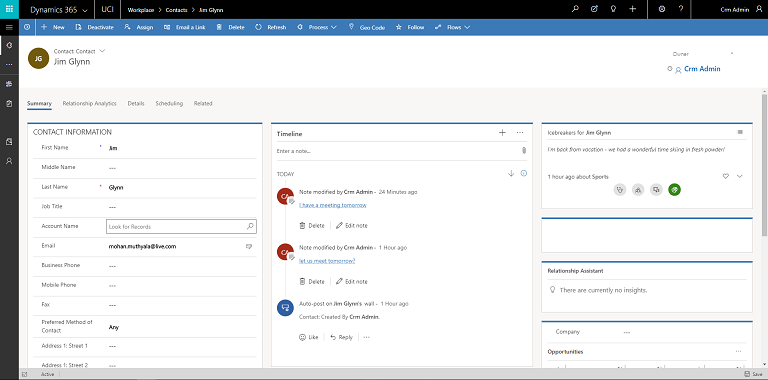 Dynamics 365 UCI Workplace > Contacts > Jim Glynn Crm Admin
New Deactivate Assign Email a Link Delete Refresh Process Geo Code Follow Flows
JG
Contact Contact
Jim Glynn
Owner
Crm Admin
Summary Relationship Analytics Details Scheduling Related
CONTACT INFORMATION
First Name * Jim
Middle Name ---
Last Name * Glynn
Job Title ---
Account Name Look for Records
Email mohan.muthyala@live.com
Business Phone ---
Mobile Phone ---
Fax ---
Preferred Method of
Contact Any
Address 1: Street 1 ---
Address 1: Street 2 ---
Timeline
Enter a note...
TODAY
Note modified by Crm Admin - 24 Minutes ago
I have a meeting tomorrow
Delete Edit note
Note modified by Crm Admin - 1 Hour ago
let us meet tomorrow?
Delete Edit note
Auto-post on Jim Glynn's wall - 1 Hour ago
Contact: Created By Crm Admin.
Like Reply ...
Icebreakers for Jim Glynn
I'm back from vacation - we had a wonderful time skiing in fresh powder!
1 hour ago about Sports
Relationship Assistant
There are currently no insights.
Company ---
Opportunities ...
Active Save